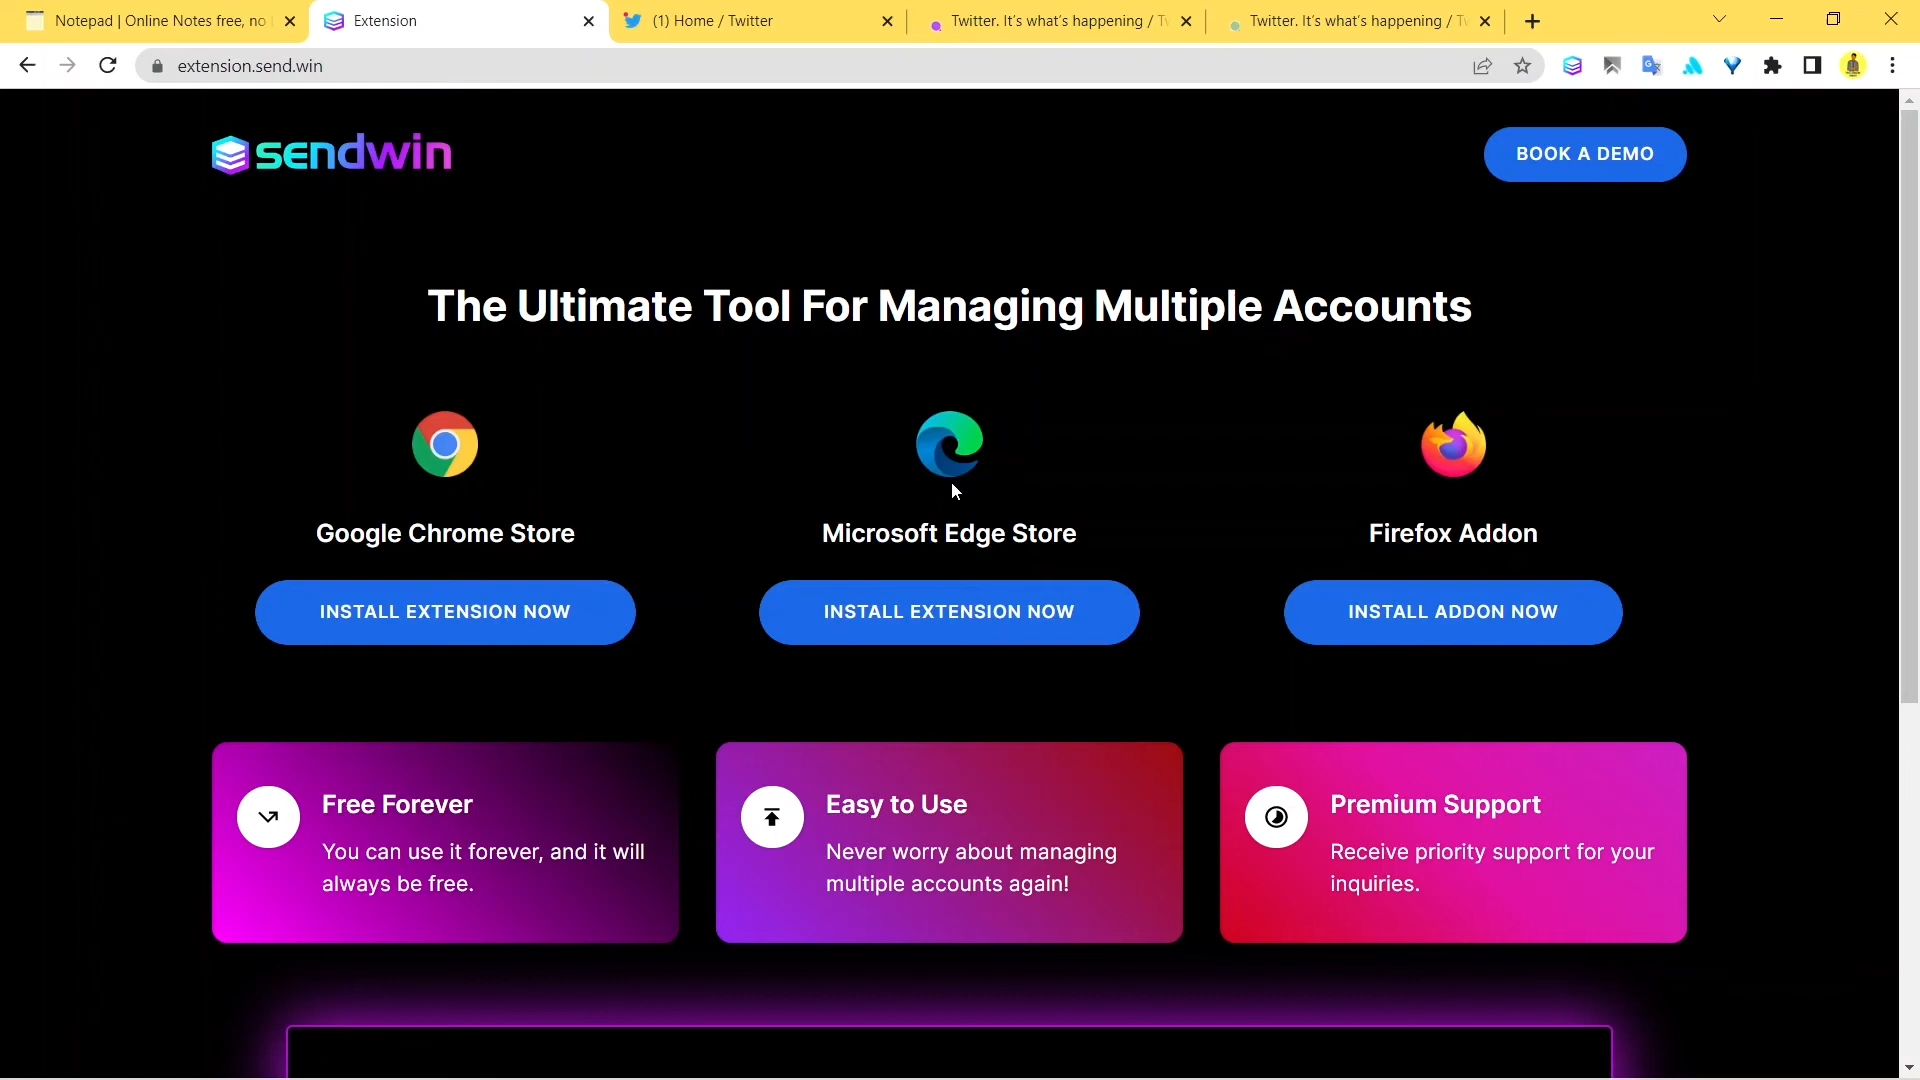 Notepad | Online Notes free, no
Extension
(1) Home / Twitter
Twitter. It's what's happening / Tw
Twitter. It's what's happening / Tw
extension.send.win
sendwin
BOOK A DEMO
The Ultimate Tool For Managing Multiple Accounts
Google Chrome Store
Microsoft Edge Store
Firefox Addon
INSTALL EXTENSION NOW
INSTALL EXTENSION NOW
INSTALL ADDON NOW
Free Forever
You can use it forever, and it will
always be free.
Easy to Use
Never worry about managing
multiple accounts again!
Premium Support
Receive priority support for your
inquiries.